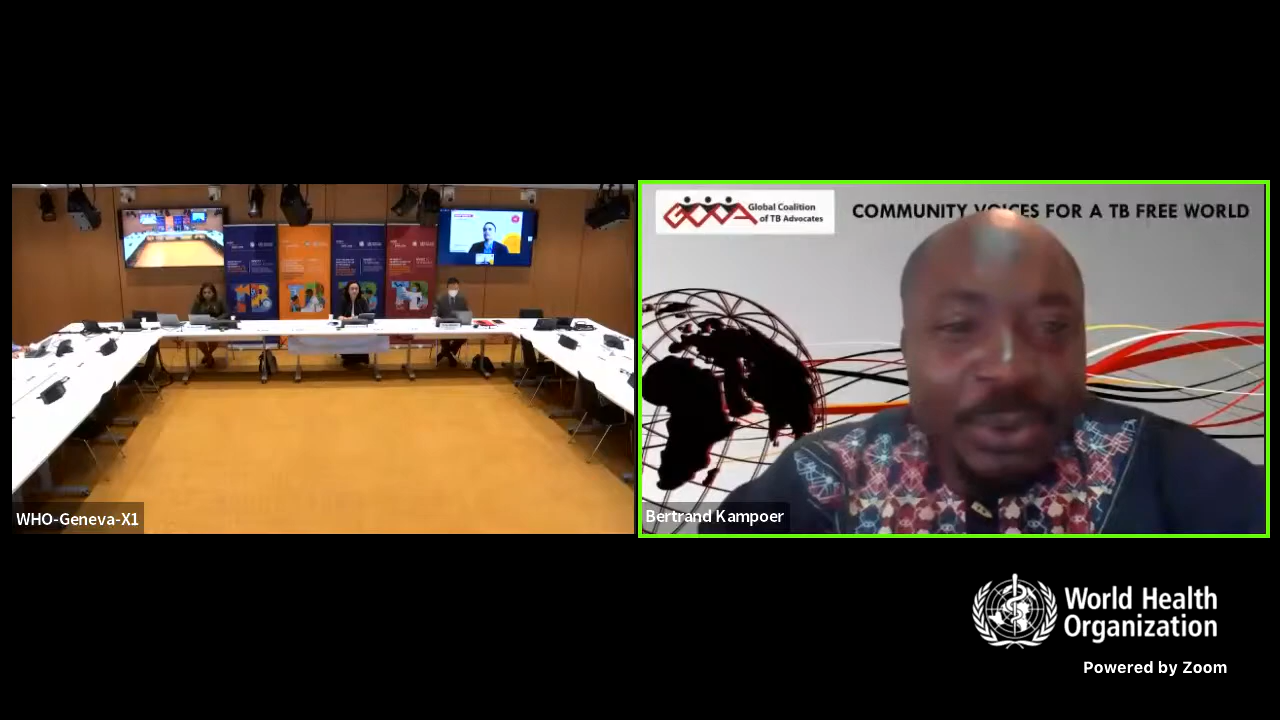 Global Coalition
of TB Advocates
COMMUNITY VOICES FOR A TB FREE WORLD
WHO-Geneva-X1
Bertrand Kampoer
World Health
Organization
Powered by Zoom